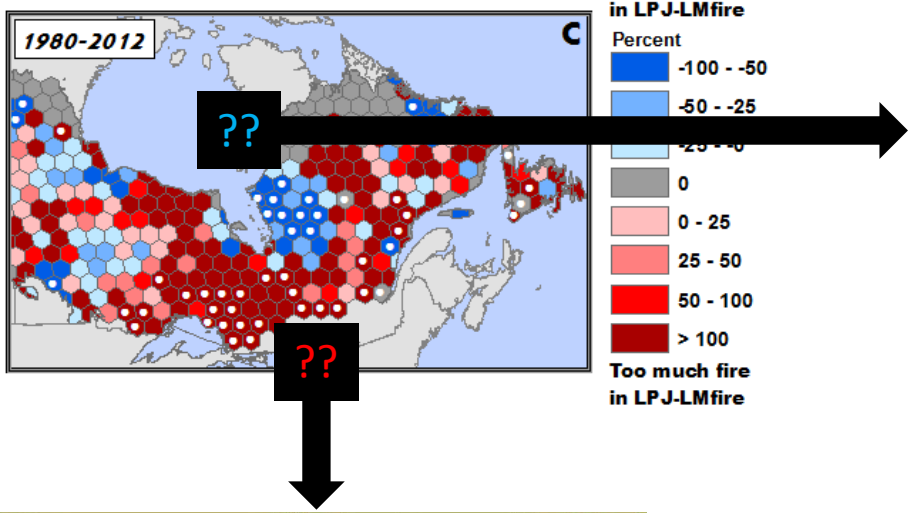 1980-2012
C
in LPJ-LMfire
Percent
-100 - -50
-50 - -25
-25 - -0
0
0 - 25
25 - 50
50 - 100
> 100
Too much fire
in LPJ-LMfire
??
??